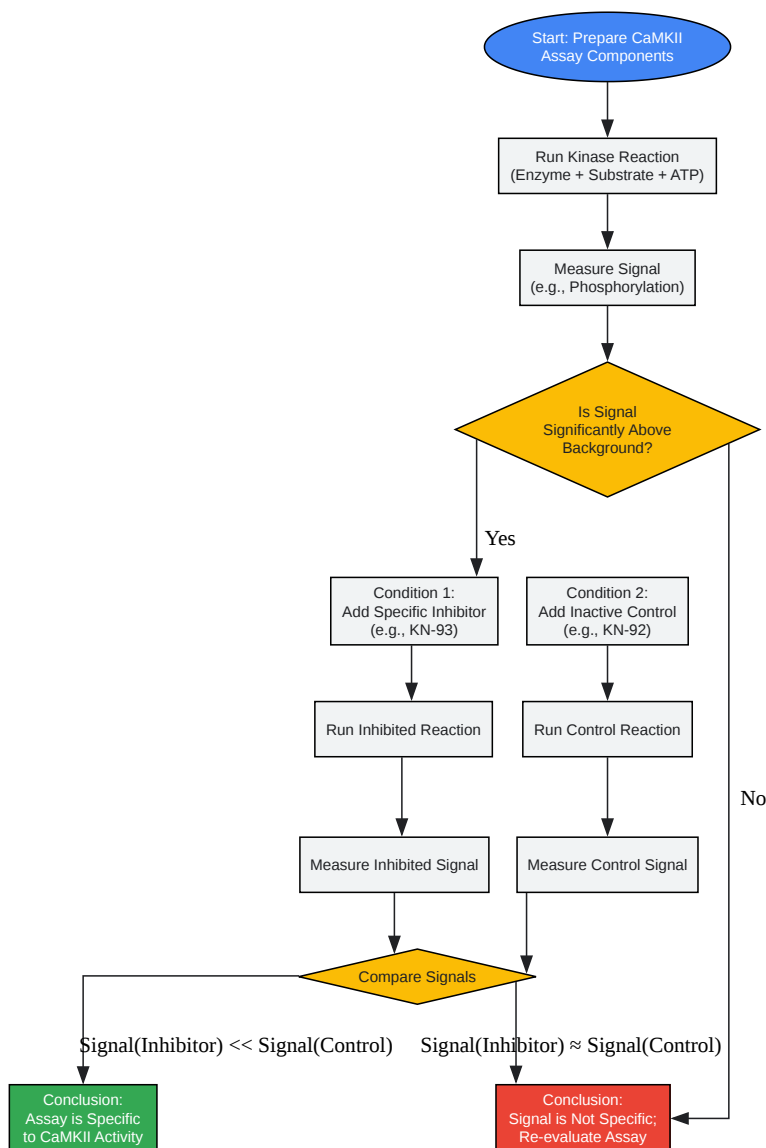 Start: Prepare CaMKII
Assay Components
Run Kinase Reaction
(Enzyme + Substrate + ATP)
Measure Signal
(e.g., Phosphorylation)
Is Signal
Significantly Above
Background?
Yes
Condition 1:
Add Specific Inhibitor
(e.g., KN-93)
Condition 2:
Add Inactive Control
(e.g., KN-92)
Run Inhibited Reaction
Run Control Reaction
No
Measure Inhibited Signal
Measure Control Signal
Compare Signals
Signal(Inhibitor) << Signal(Control)
Signal(Inhibitor) ≈ Signal(Control)
Conclusion:
Assay is Specific
to CaMKII Activity
Conclusion:
Signal is Not Specific;
Re-evaluate Assay